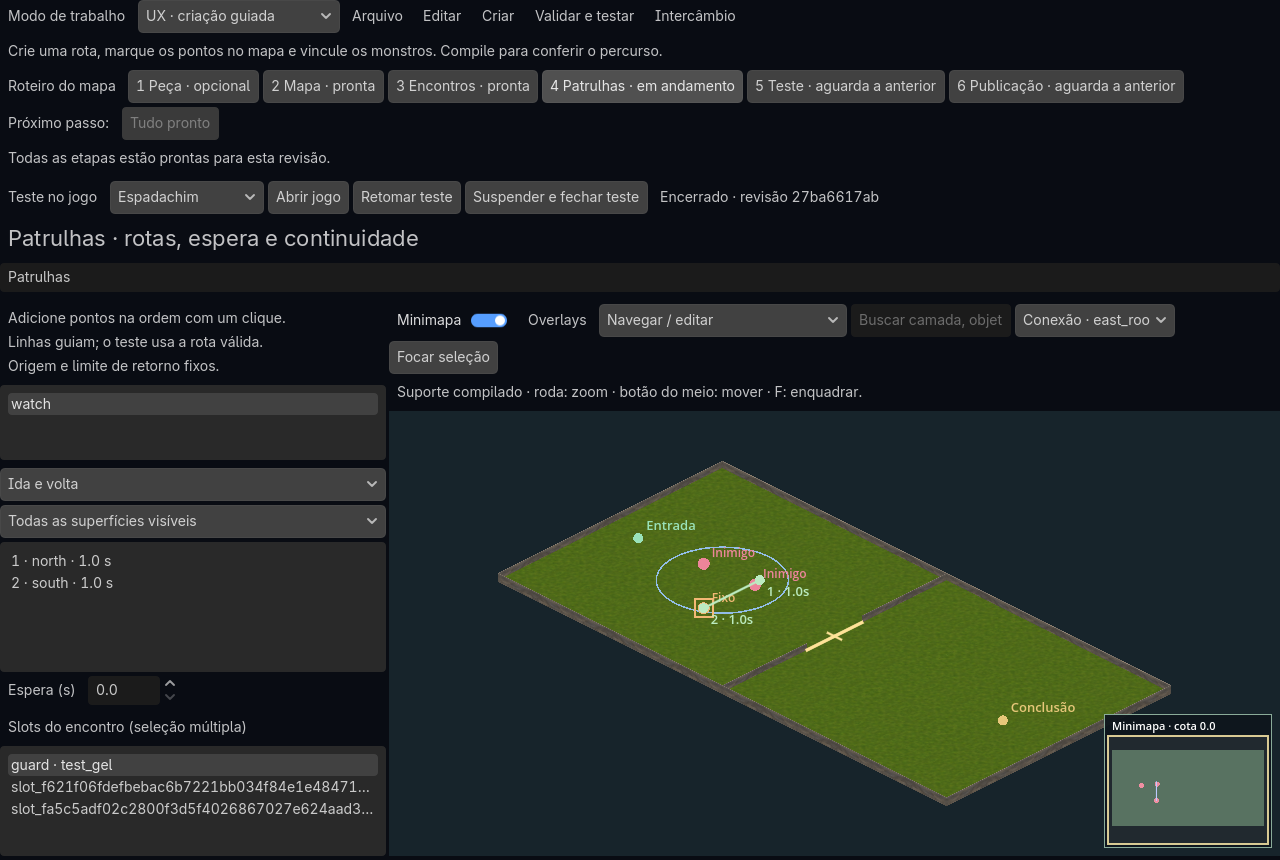 Modo de trabalho UX · criação guiada Arquivo Editar Criar Validar e testar Intercâmbio
Crie uma rota, marque os pontos no mapa e vincule os monstros. Compile para conferir o percurso.
Roteiro do mapa 1 Peça · opcional 2 Mapa · pronta 3 Encontros · pronta 4 Patrulhas · em andamento 5 Teste · aguarda a anterior 6 Publicação · aguarda a anterior
Próximo passo: Tudo pronto
Todas as etapas estão prontas para esta revisão.
Teste no jogo Espadachim Abrir jogo Retomar teste Suspender e fechar teste Encerrado · revisão 27ba6617ab
Patrulhas · rotas, espera e continuidade
Patrulhas
Adicione pontos na ordem com um clique.
Linhas guiam; o teste usa a rota válida.
Origem e limite de retorno fixos.
watch
Ida e volta
Todas as superfícies visíveis
1 · north · 1.0 s
2 · south · 1.0 s
Espera (s) 0.0
Slots do encontro (seleção múltipla)
guard · test_gel
slot_f621f06fdefbebac6b7221bb034f84e1e48471...
slot_fa5c5adf02c2800f3d5f4026867027e624aad3...
Minimapa Overlays Navegar / editar Buscar camada, objet Conexão · east_roo
Focar seleção
Suporte compilado · roda: zoom · botão do meio: mover · F: enquadrar.
Entrada
Inimigo
Inimigo
1 · 1.0s
Fixo
2 · 1.0s
Conclusão
Minimapa · cota 0.0